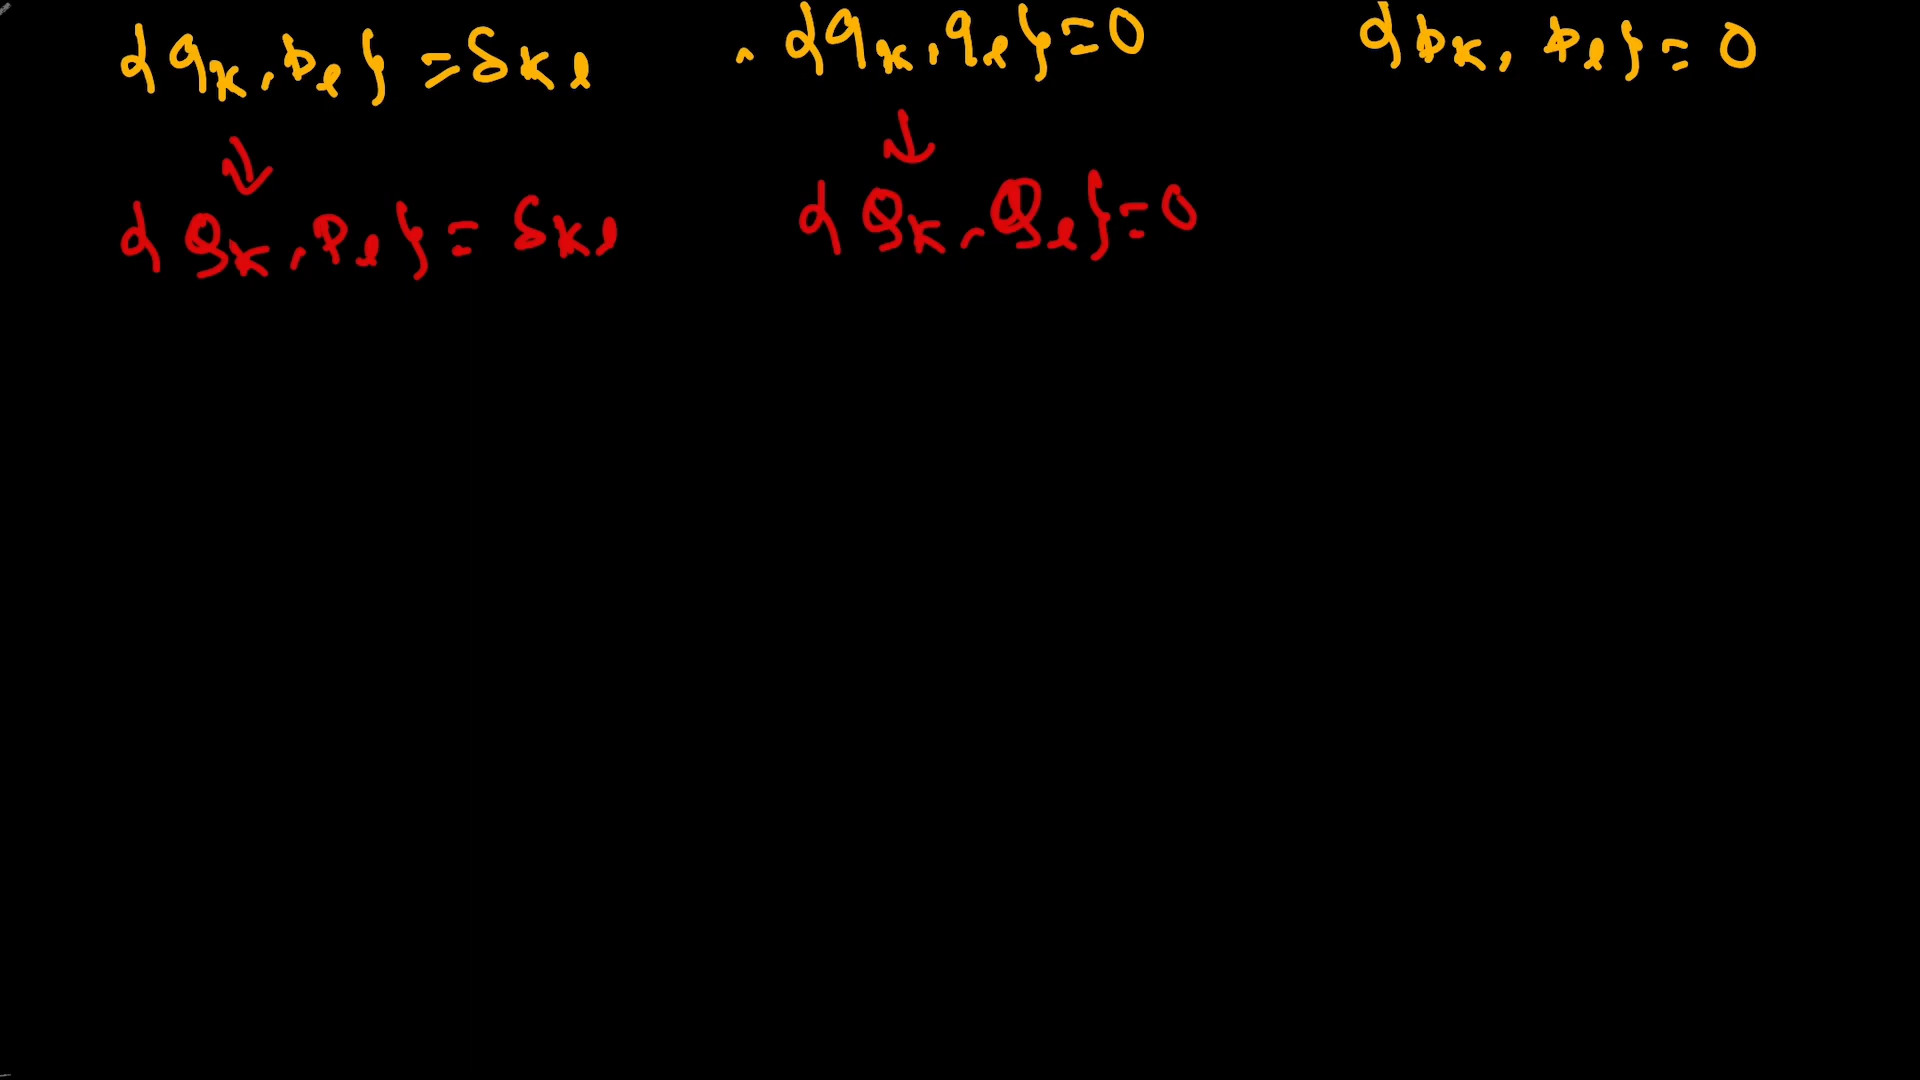 {q_k, p_l} = δ_kl , {q_k, q_l} = 0 {p_k, p_l} = 0
↓ ↓
{Q_k, P_l} = δ_kl {Q_k, Q_l} = 0